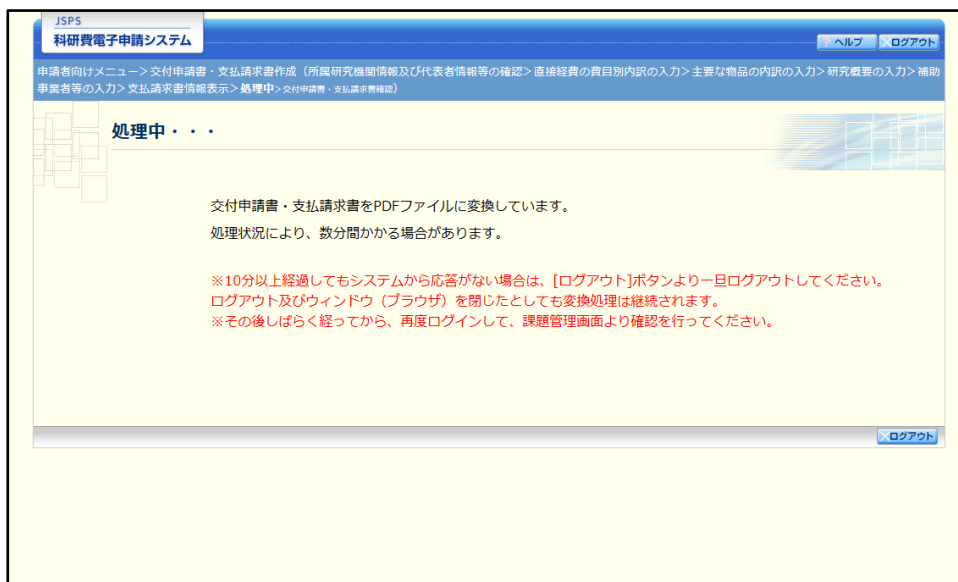 JSPS
科研費電子申請システム
ヘルプ
ログアウト
申請者向けメニュー＞交付申請書・支払請求書作成（所属研究機関情報及び代表者情報等の確認＞直接経費の費目別内訳の入力＞主要な物品の内訳の入力＞研究概要の入力＞補助
事業者等の入力＞支払請求書情報表示＞処理中＞交付申請書・支払請求書確認）
処理中・・・
交付申請書・支払請求書をPDFファイルに変換しています。
処理状況により、数分間かかる場合があります。
※10分以上経過してもシステムから応答がない場合は、[ログアウト]ボタンより一旦ログアウトしてください。
ログアウト及びウィンドウ（ブラウザ）を閉じたとしても変換処理は継続されます。
※その後しばらく経ってから、再度ログインして、課題管理画面より確認を行ってください。
ログアウト